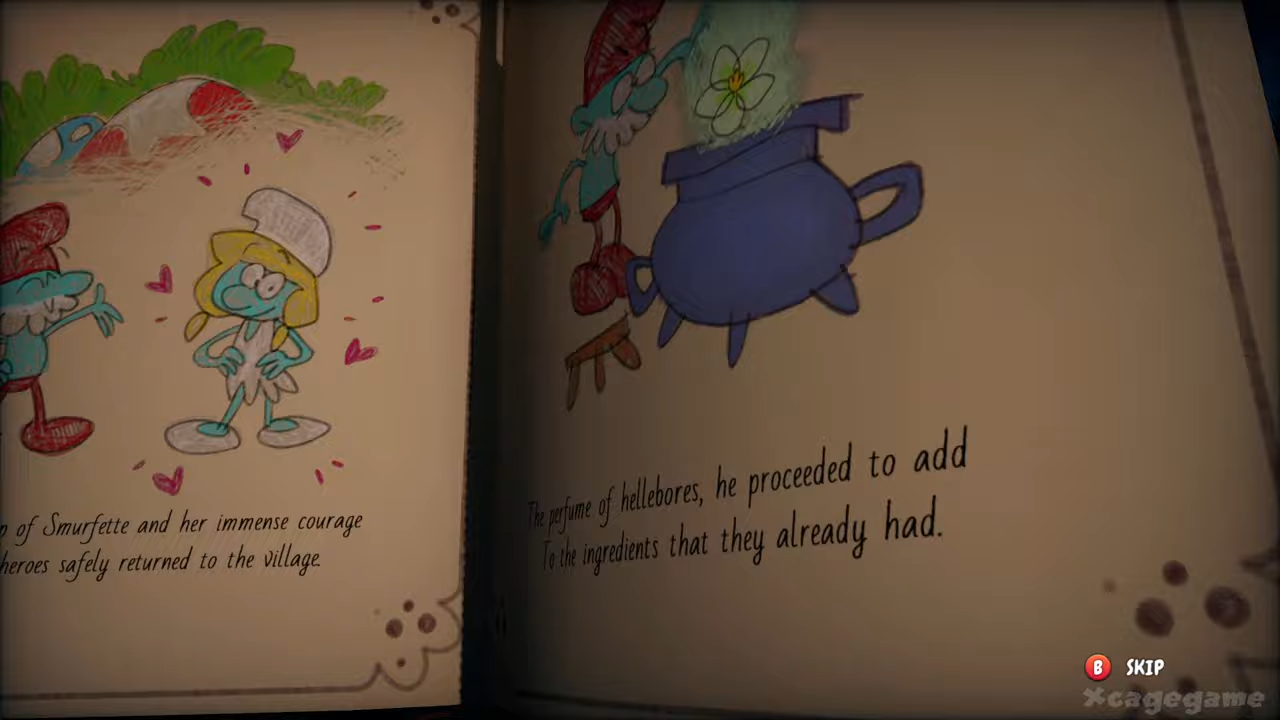 of Smurfette and her immense courage
heroes safely returned to the village.
The perfume of hellebores, he proceeded to add
To the ingredients that they already had.
B SKIP
Xcagegame